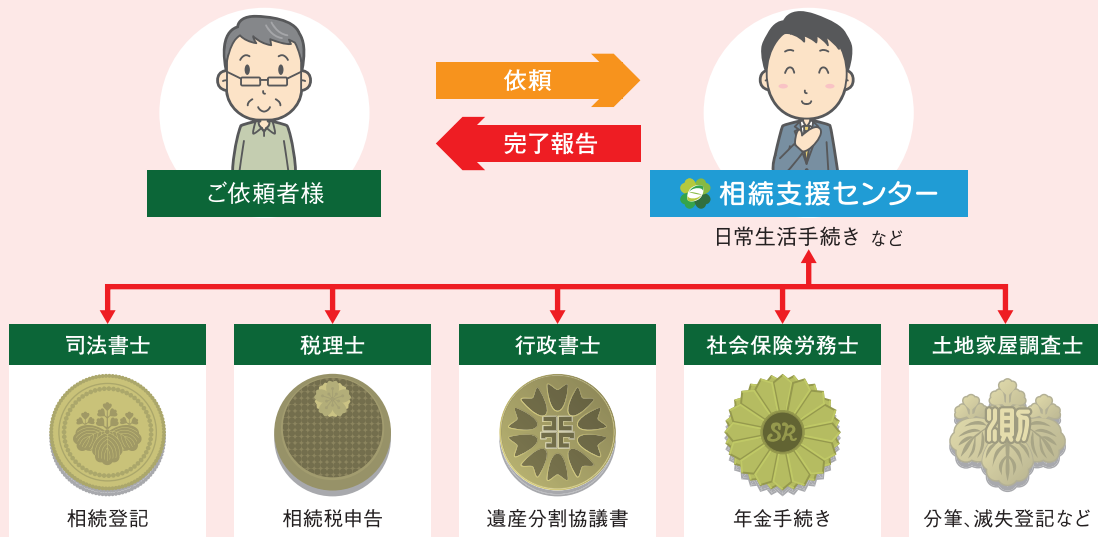 依頼
完了報告
ご依頼者様
相続支援センター
日常生活手続き など
司法書士
税理士
行政書士
社会保険労務士
土地家屋調査士
SR
測
相続登記
相続税申告
遺産分割協議書
年金手続き
分筆、滅失登記など